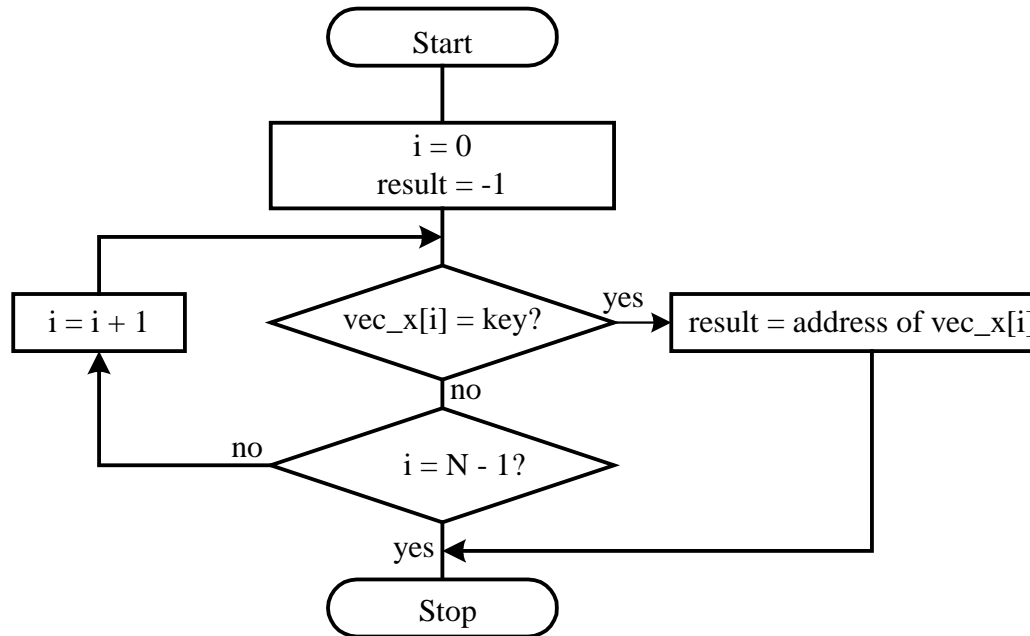 Start
i = 0
result = -1
i = i + 1
vec_x[i] = key?
yes
result = address of vec_x[i]
no
no
i = N - 1?
yes
Stop